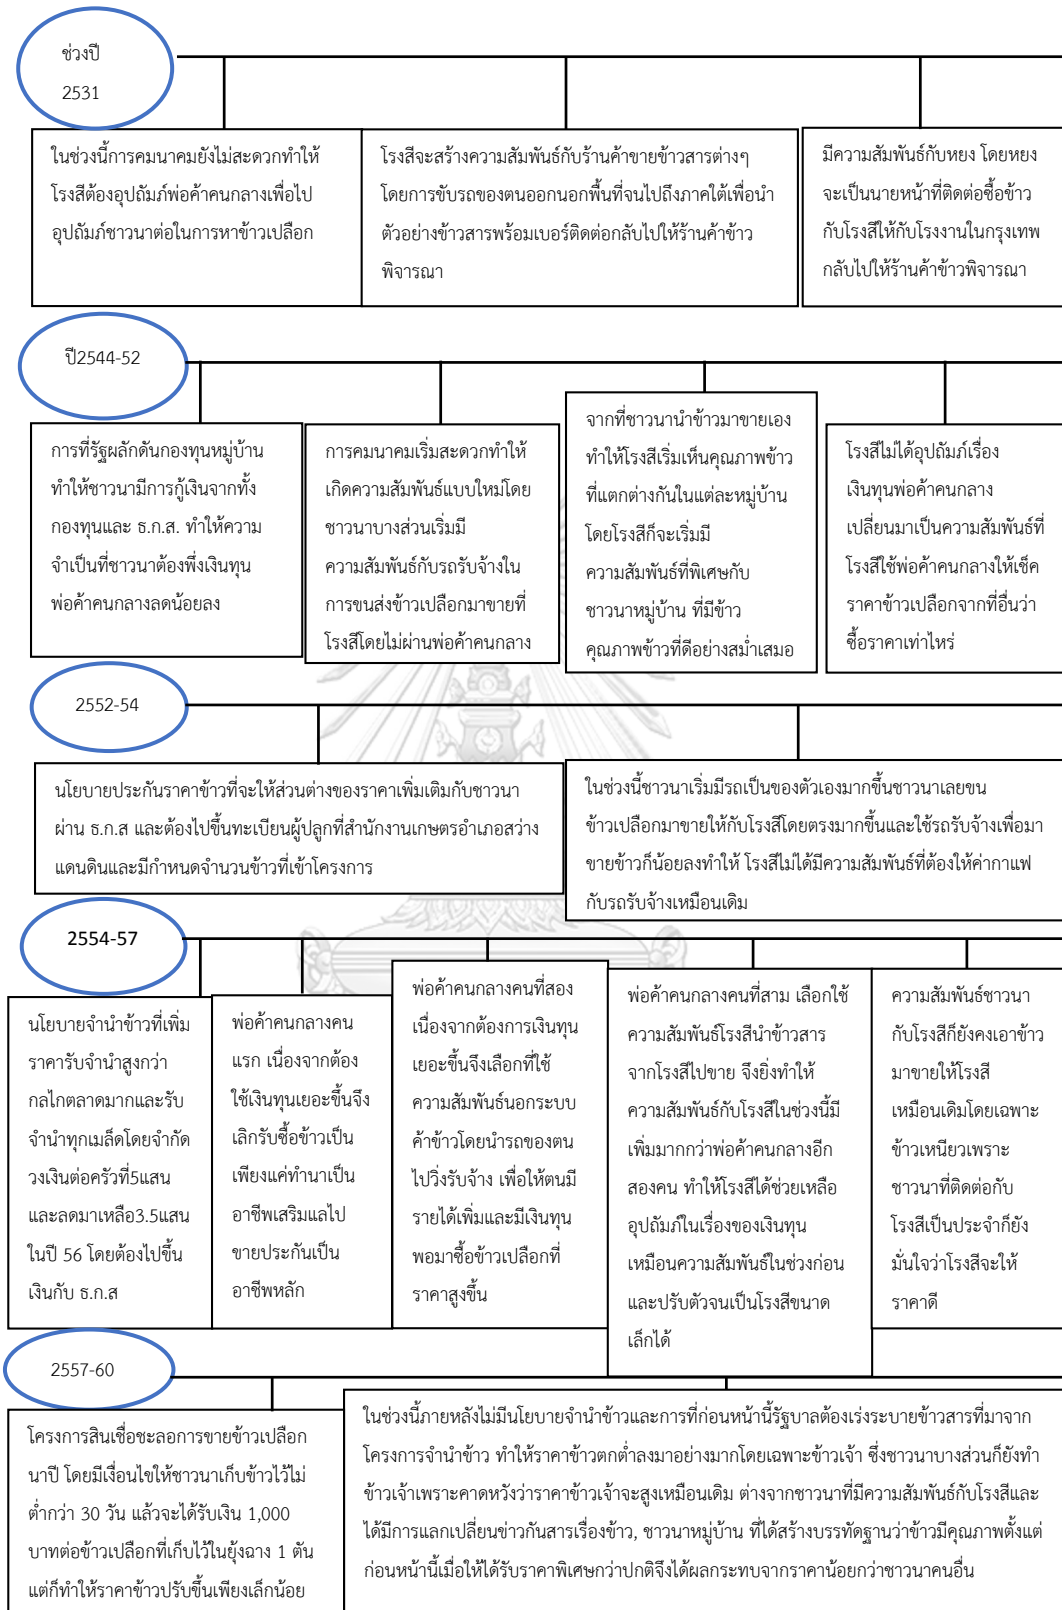 ช่วงปี
2531
ในช่วงนี้การคมนาคมยังไม่สะดวกทำให้
โรงสีต้องอุปถัมภ์พ่อค้าคนกลางเพื่อไป
อุปถัมภ์ชาวนาต่อในการหาข้าวเปลือก
โรงสีจะสร้างความสัมพันธ์กับร้านค้าขายข้าวสารต่างๆ
โดยการขับรถของตนออกนอกพื้นที่จนไปถึงภาคใต้เพื่อนำ
ตัวอย่างข้าวสารพร้อมเบอร์ติดต่อกลับไปให้ร้านค้าข้าว
พิจารณา
มีความสัมพันธ์กับหยง โดยหยง
จะเป็นนายหน้าที่ติดต่อซื้อข้าว
กับโรงสีให้กับโรงงานในกรุงเทพ
กลับไปให้ร้านค้าข้าวพิจารณา
ปี2544-52
การที่รัฐผลักดันกองทุนหมู่บ้าน
ทำให้ชาวนามีการกู้เงินจากทั้ง
กองทุนและ ธ.ก.ส. ทำให้ความ
จำเป็นที่ชาวนาต้องพึ่งเงินทุน
พ่อค้าคนกลางลดน้อยลง
การคมนาคมเริ่มสะดวกทำให้
เกิดความสัมพันธ์แบบใหม่โดย
ชาวนาบางส่วนเริ่มมี
ความสัมพันธ์กับรถรับจ้างใน
การขนส่งข้าวเปลือกมาขายที่
โรงสีโดยไม่ผ่านพ่อค้าคนกลาง
จากที่ชาวนานำข้าวมาขายเอง
ทำให้โรงสีเริ่มเห็นคุณภาพข้าว
ที่แตกต่างกันในแต่ละหมู่บ้าน
โดยโรงสีก็จะเริ่มมี
ความสัมพันธ์ที่พิเศษกับ
ชาวนาหมู่บ้าน ที่มีข้าว
คุณภาพข้าวที่ดีอย่างสม่ำเสมอ
โรงสีไม่ได้อุปถัมภ์เรื่อง
เงินทุนพ่อค้าคนกลาง
เปลี่ยนมาเป็นความสัมพันธ์ที่
โรงสีใช้พ่อค้าคนกลางให้เช็ค
ราคาข้าวเปลือกจากที่อื่นว่า
ซื้อราคาเท่าไหร่
2552-54
นโยบายประกันราคาข้าวที่จะให้ส่วนต่างของราคาเพิ่มเติมกับชาวนา
ผ่าน ธ.ก.ส และต้องไปขึ้นทะเบียนผู้ปลูกที่สำนักงานเกษตรอำเภอสว่าง
แดนดินและมีกำหนดจำนวนข้าวที่เข้าโครงการ
ในช่วงนี้ชาวนาเริ่มมีรถเป็นของตัวเองมากขึ้นชาวนาเลยขน
ข้าวเปลือกมาขายให้กับโรงสีโดยตรงมากขึ้นและใช้รถรับจ้างเพื่อมา
ขายข้าวก็น้อยลงทำให้ โรงสีไม่ได้มีความสัมพันธ์ที่ต้องให้ค่ากาแฟ
กับรถรับจ้างเหมือนเดิม
2554-57
นโยบายจำนำข้าวที่เพิ่ม
ราคารับจำนำสูงกว่า
กลไกตลาดมากและรับ
จำนำทุกเมล็ดโดยจำกัด
วงเงินต่อครัวที่5แสน
และลดมาเหลือ3.5แสน
ในปี 56 โดยต้องไปขึ้น
เงินกับ ธ.ก.ส
พ่อค้าคนกลางคน
แรก เนื่องจากต้อง
ใช้เงินทุนเยอะขึ้นจึง
เลิกรับซื้อข้าวเป็น
เพียงแค่ทำนาเป็น
อาชีพเสริมแลไป
ขายประกันเป็น
อาชีพหลัก
พ่อค้าคนกลางคนที่สอง
เนื่องจากต้องการเงินทุน
เยอะขึ้นจึงเลือกที่ใช้
ความสัมพันธ์นอกระบบ
ค้าข้าวโดยนำรถของตน
ไปวิ่งรับจ้าง เพื่อให้ตนมี
รายได้เพิ่มและมีเงินทุน
พอมาซื้อข้าวเปลือกที่
ราคาสูงขึ้น
พ่อค้าคนกลางคนที่สาม เลือกใช้
ความสัมพันธ์โรงสีนำข้าวสาร
จากโรงสีไปขาย จึงยิ่งทำให้
ความสัมพันธ์กับโรงสีในช่วงนี้มี
เพิ่มมากกว่าพ่อค้าคนกลางอีก
สองคน ทำให้โรงสีได้ช่วยเหลือ
อุปถัมภ์ในเรื่องของเงินทุน
เหมือนความสัมพันธ์ในช่วงก่อน
และปรับตัวจนเป็นโรงสีขนาด
เล็กได้
ความสัมพันธ์ชาวนา
กับโรงสีก็ยังคงเอาข้าว
มาขายให้โรงสี
เหมือนเดิมโดยเฉพาะ
ข้าวเหนียวเพราะ
ชาวนาที่ติดต่อกับ
โรงสีเป็นประจำก็ยัง
มั่นใจว่าโรงสีจะให้
ราคาดี
2557-60
โครงการสินเชื่อชะลอการขายข้าวเปลือก
นาปี โดยมีเงื่อนไขให้ชาวนาเก็บข้าวไว้ไม่
ต่ำกว่า 30 วัน แล้วจะได้รับเงิน 1,000
บาทต่อข้าวเปลือกที่เก็บไว้ในยุ้งฉาง 1 ตัน
แต่ก็ทำให้ราคาข้าวปรับขึ้นเพียงเล็กน้อย
ในช่วงนี้ภายหลังไม่มีนโยบายจำนำข้าวและการที่ก่อนหน้านี้รัฐบาลต้องเร่งระบายข้าวสารที่มาจาก
โครงการจำนำข้าว ทำให้ราคาข้าวตกต่ำลงมาอย่างมากโดยเฉพาะข้าวเจ้า ซึ่งชาวนาบางส่วนก็ยังทำ
ข้าวเจ้าเพราะคาดหวังว่าราคาข้าวเจ้าจะสูงเหมือนเดิม ต่างจากชาวนาที่มีความสัมพันธ์กับโรงสีและ
ได้มีการแลกเปลี่ยนข่าวกันสารเรื่องข้าว, ชาวนาหมู่บ้าน ที่ได้สร้างบรรทัดฐานว่าข้าวมีคุณภาพตั้งแต่
ก่อนหน้านี้เมื่อให้ได้รับราคาพิเศษกว่าปกติจึงได้ผลกระทบจากราคาน้อยกว่าชาวนาคนอื่น